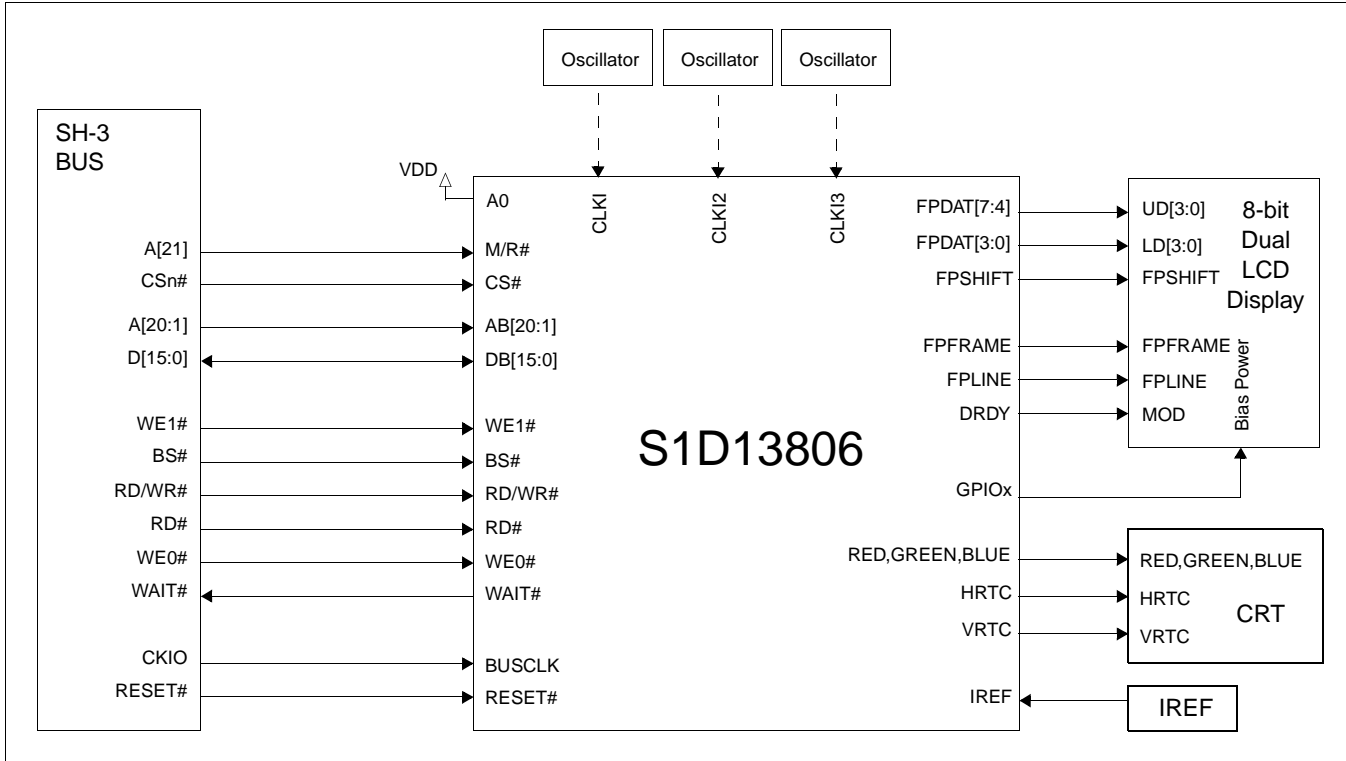 Oscillator
Oscillator
Oscillator
SH-3
BUS
VDD
A0
CLKI
CLKI2
CLKI3
A[21]
CSn#
A[20:1]
D[15:0]
WE1#
BS#
RD/WR#
RD#
WE0#
WAIT#
CKIO
RESET#
M/R#
CS#
AB[20:1]
DB[15:0]
WE1#
BS#
RD/WR#
RD#
WE0#
WAIT#
BUSCLK
RESET#
S1D13806
FPDAT[7:4]
FPDAT[3:0]
FPSHIFT
FPFRAME
FPLINE
DRDY
GPIOx
RED,GREEN,BLUE
HRTC
VRTC
IREF
UD[3:0]
LD[3:0]
FPSHIFT
FPFRAME
FPLINE
MOD
8-bit
Dual
LCD
Display
Bias Power
RED,GREEN,BLUE
HRTC
VRTC
CRT
IREF